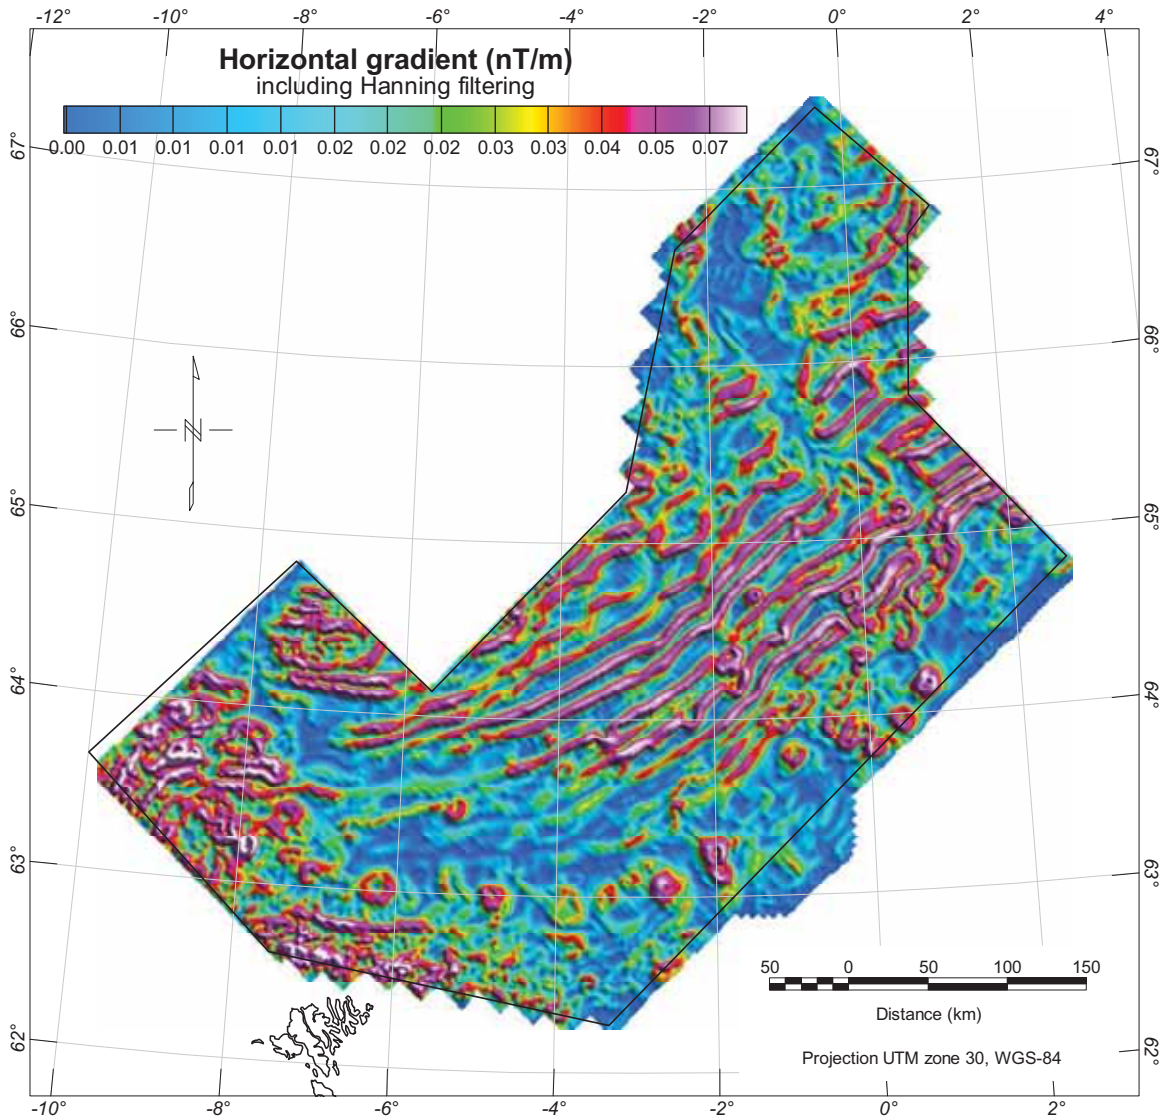 -12° -10° -8° -6° -4° -2° 0° 2° 4°
Horizontal gradient (nT/m)
including Hanning filtering
0.00 0.01 0.01 0.01 0.01 0.02 0.02 0.02 0.03 0.03 0.04 0.05 0.07
67° 67°
66° 66°
N
65° 65°
64° 64°
63° 63°
50 0 50 100 150
Distance (km)
62° 62°
Projection UTM zone 30, WGS-84
-10° -8° -6° -4° -2° 0° 2°